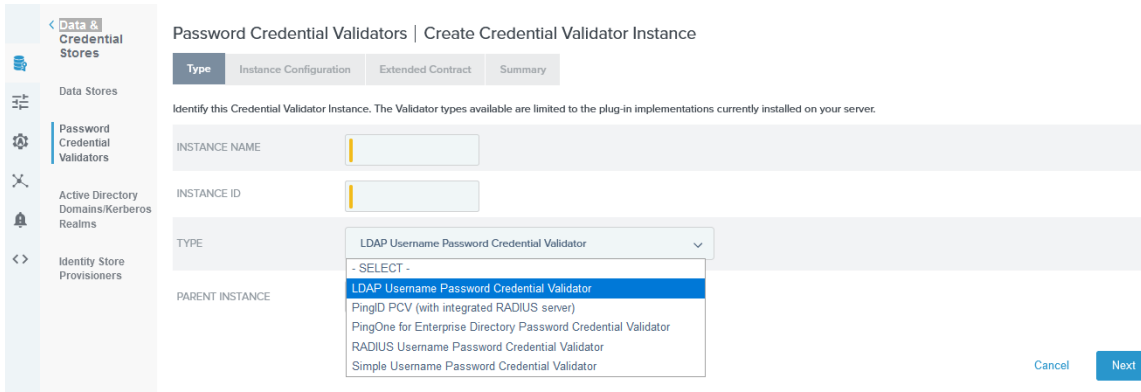 Data &
Credential
Stores
Data Stores
Password
Credential
Validators
Active Directory
Domains/Kerberos
Realms
Identity Store
Provisioners
Password Credential Validators | Create Credential Validator Instance
Type Instance Configuration Extended Contract Summary
Identify this Credential Validator Instance. The Validator types available are limited to the plug-in implementations currently installed on your server.
INSTANCE NAME
INSTANCE ID
TYPE LDAP Username Password Credential Validator
- SELECT -
LDAP Username Password Credential Validator
PingID PCV (with integrated RADIUS server)
PingOne for Enterprise Directory Password Credential Validator
RADIUS Username Password Credential Validator
Simple Username Password Credential Validator
PARENT INSTANCE
Cancel Next